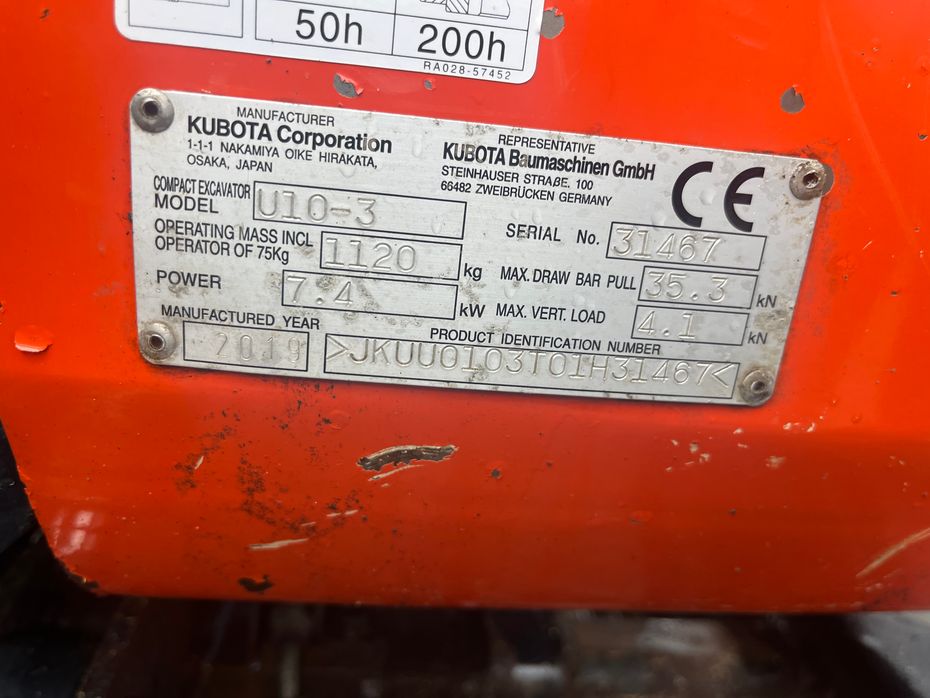 50h 200h
RA028-57452
MANUFACTURER
KUBOTA Corporation
1-1-1 NAKAMIYA OIKE HIRAKATA,
OSAKA, JAPAN
REPRESENTATIVE
KUBOTA Baumaschinen GmbH
STEINHAUSER STRAßE. 100
66482 ZWEIBRÜCKEN GERMANY
CE
COMPACT EXCAVATOR
MODEL U10-3
SERIAL No. 31467
OPERATING MASS INCL
OPERATOR OF 75Kg 1120 kg
MAX. DRAW BAR PULL 35.3 kN
POWER 7.4 kW
MAX. VERT. LOAD 4.1 kN
MANUFACTURED YEAR
2019
PRODUCT IDENTIFICATION NUMBER
>JKUU0103T01H31467<